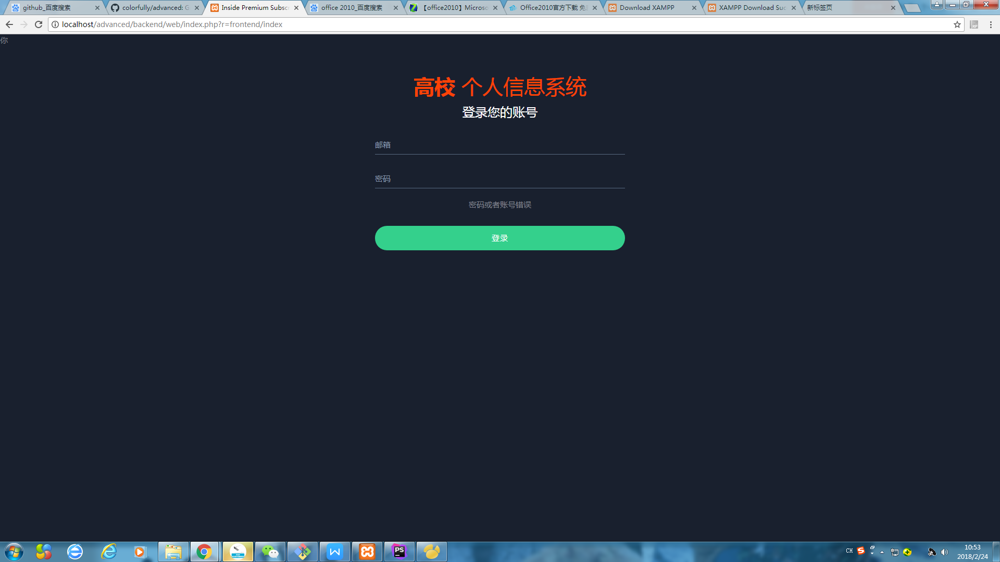 github_百度搜索
colorfully/advanced: G
Inside Premium Subsc
office 2010_百度搜索
【office2010】Microso
Office2010官方下载 免
Download XAMPP
XAMPP Download Suc
新标签页
localhost/advanced/backend/web/index.php?r=frontend/index
你
高校 个人信息系统
登录您的账号
邮箱
密码
密码或者账号错误
登录
CH
10:53
2018/2/24